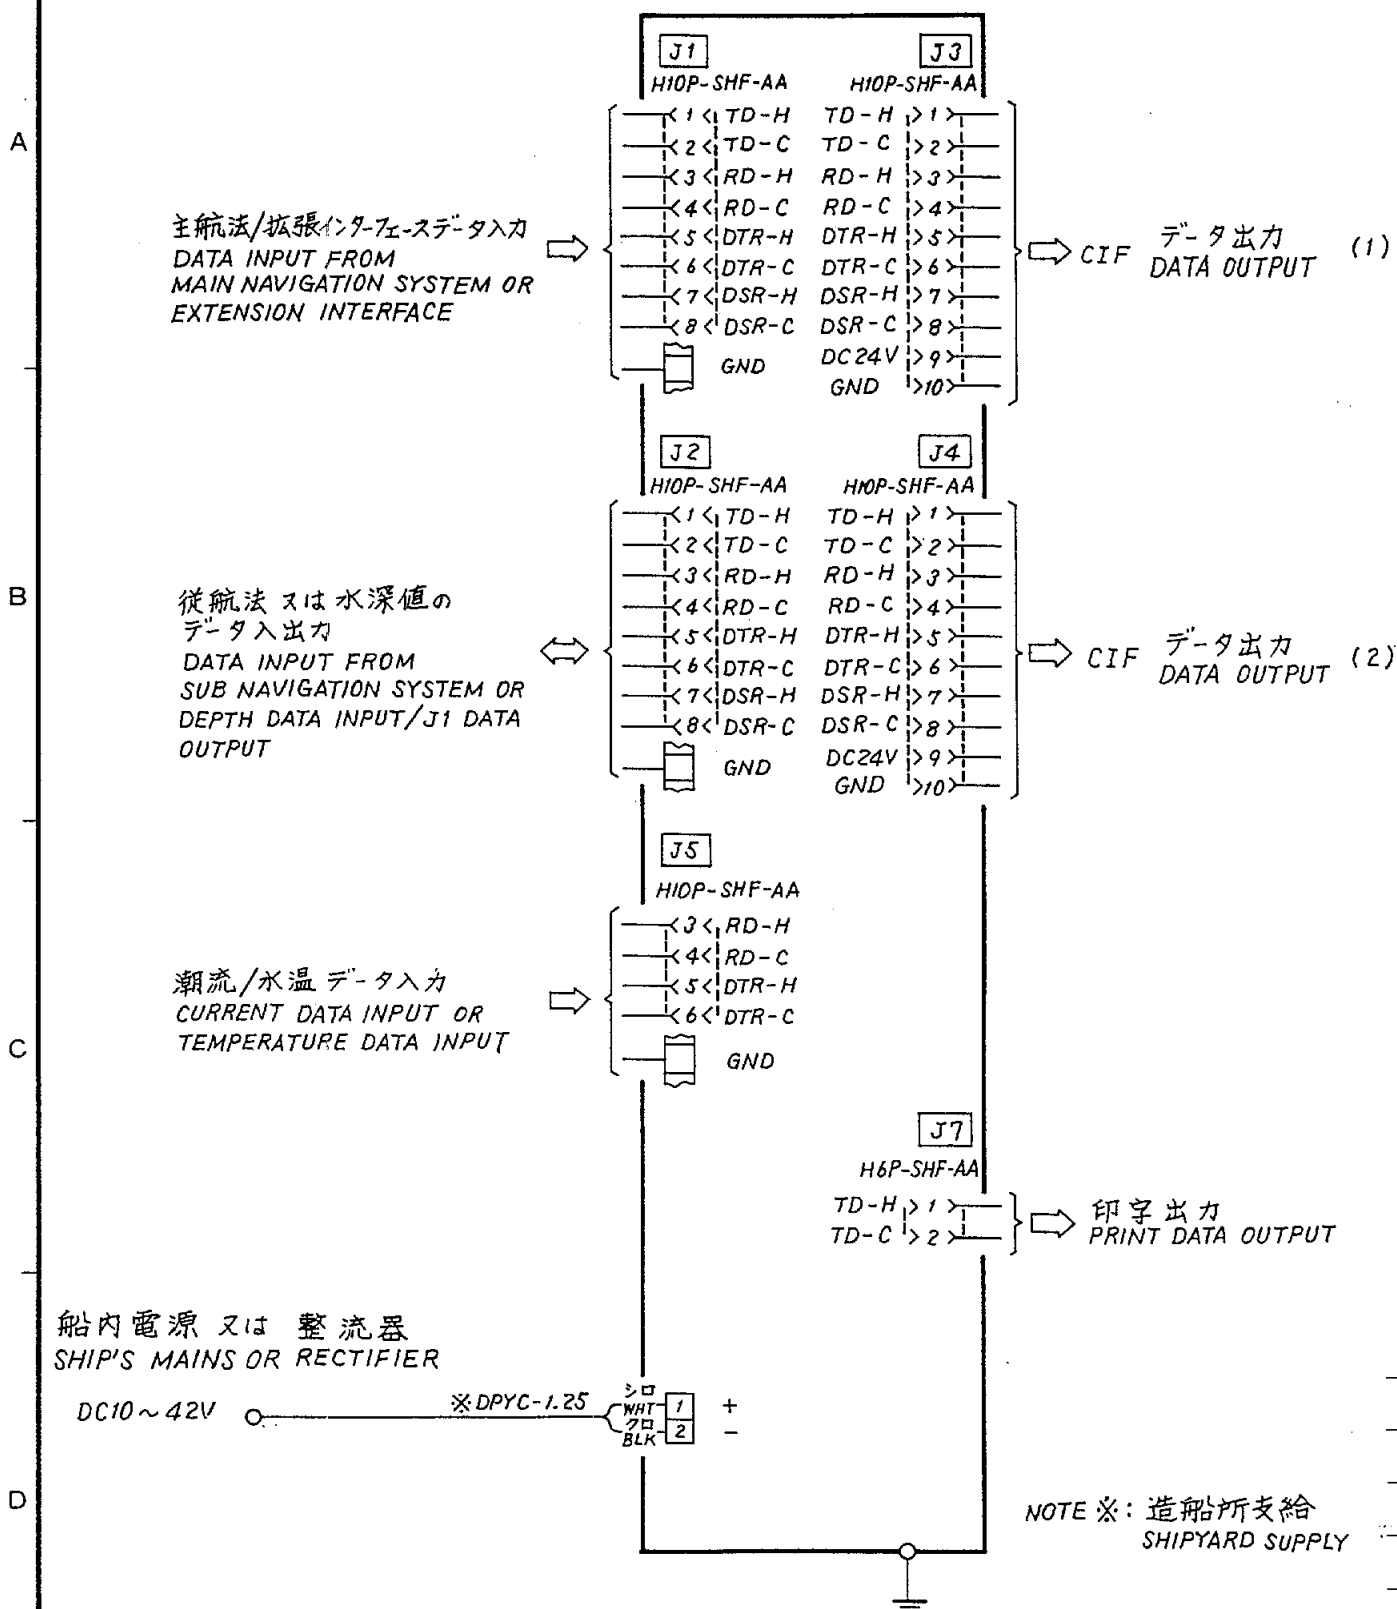 A
B
C
D
J1
H10P-SHF-AA
1 TD-H
2 TD-C
3 RD-H
4 RD-C
5 DTR-H
6 DTR-C
7 DSR-H
8 DSR-C
GND
主航法/拡張インターフェースデータ入力
DATA INPUT FROM
MAIN NAVIGATION SYSTEM OR
EXTENSION INTERFACE
J3
H10P-SHF-AA
TD-H 1
TD-C 2
RD-H 3
RD-C 4
DTR-H 5
DTR-C 6
DSR-H 7
DSR-C 8
DC24V 9
GND 10
CIF データ出力 (1)
DATA OUTPUT
J2
H10P-SHF-AA
1 TD-H
2 TD-C
3 RD-H
4 RD-C
5 DTR-H
6 DTR-C
7 DSR-H
8 DSR-C
GND
従航法 又は 水深値の
データ入出力
DATA INPUT FROM
SUB NAVIGATION SYSTEM OR
DEPTH DATA INPUT/J1 DATA
OUTPUT
J4
H10P-SHF-AA
TD-H 1
TD-C 2
RD-H 3
RD-C 4
DTR-H 5
DTR-C 6
DSR-H 7
DSR-C 8
DC24V 9
GND 10
CIF データ出力 (2)
DATA OUTPUT
J5
H10P-SHF-AA
3 RD-H
4 RD-C
5 DTR-H
6 DTR-C
GND
潮流/水温 データ入力
CURRENT DATA INPUT OR
TEMPERATURE DATA INPUT
J7
H6P-SHF-AA
TD-H 1
TD-C 2
印字出力
PRINT DATA OUTPUT
船内電源 又は 整流器
SHIP'S MAINS OR RECTIFIER
DC10~42V
※DPYC-1.25
シロ
WHT 1 +
クロ
BLK 2 -
NOTE ※: 造船所支給
SHIPYARD SUPPLY